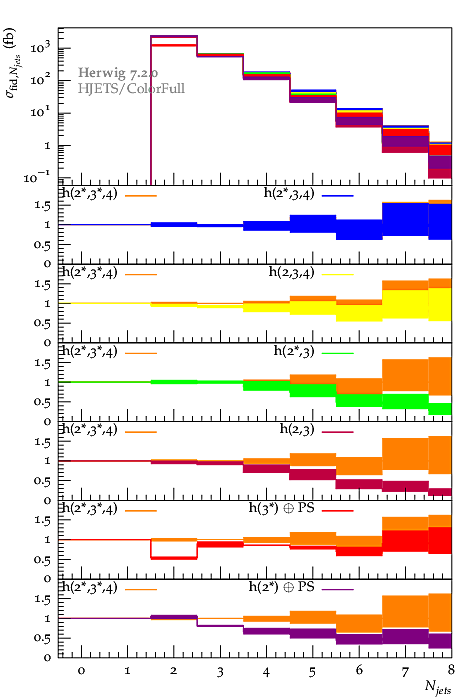 σfid,Njets (fb)
10³
10²
10¹
1
10⁻¹
Herwig 7.2.0
HJETS/ColorFull
h(2*,3*,4) h(2*,3,4)
1.5
1
0.5
0
h(2*,3*,4) h(2,3,4)
1.5
1
0.5
0
h(2*,3*,4) h(2*,3)
1.5
1
0.5
0
h(2*,3*,4) h(2,3)
1.5
1
0.5
0
h(2*,3*,4) h(3*) ⊕ PS
1.5
1
0.5
0
h(2*,3*,4) h(2*) ⊕ PS
1.5
1
0.5
0
0 1 2 3 4 5 6 7 8
Njets